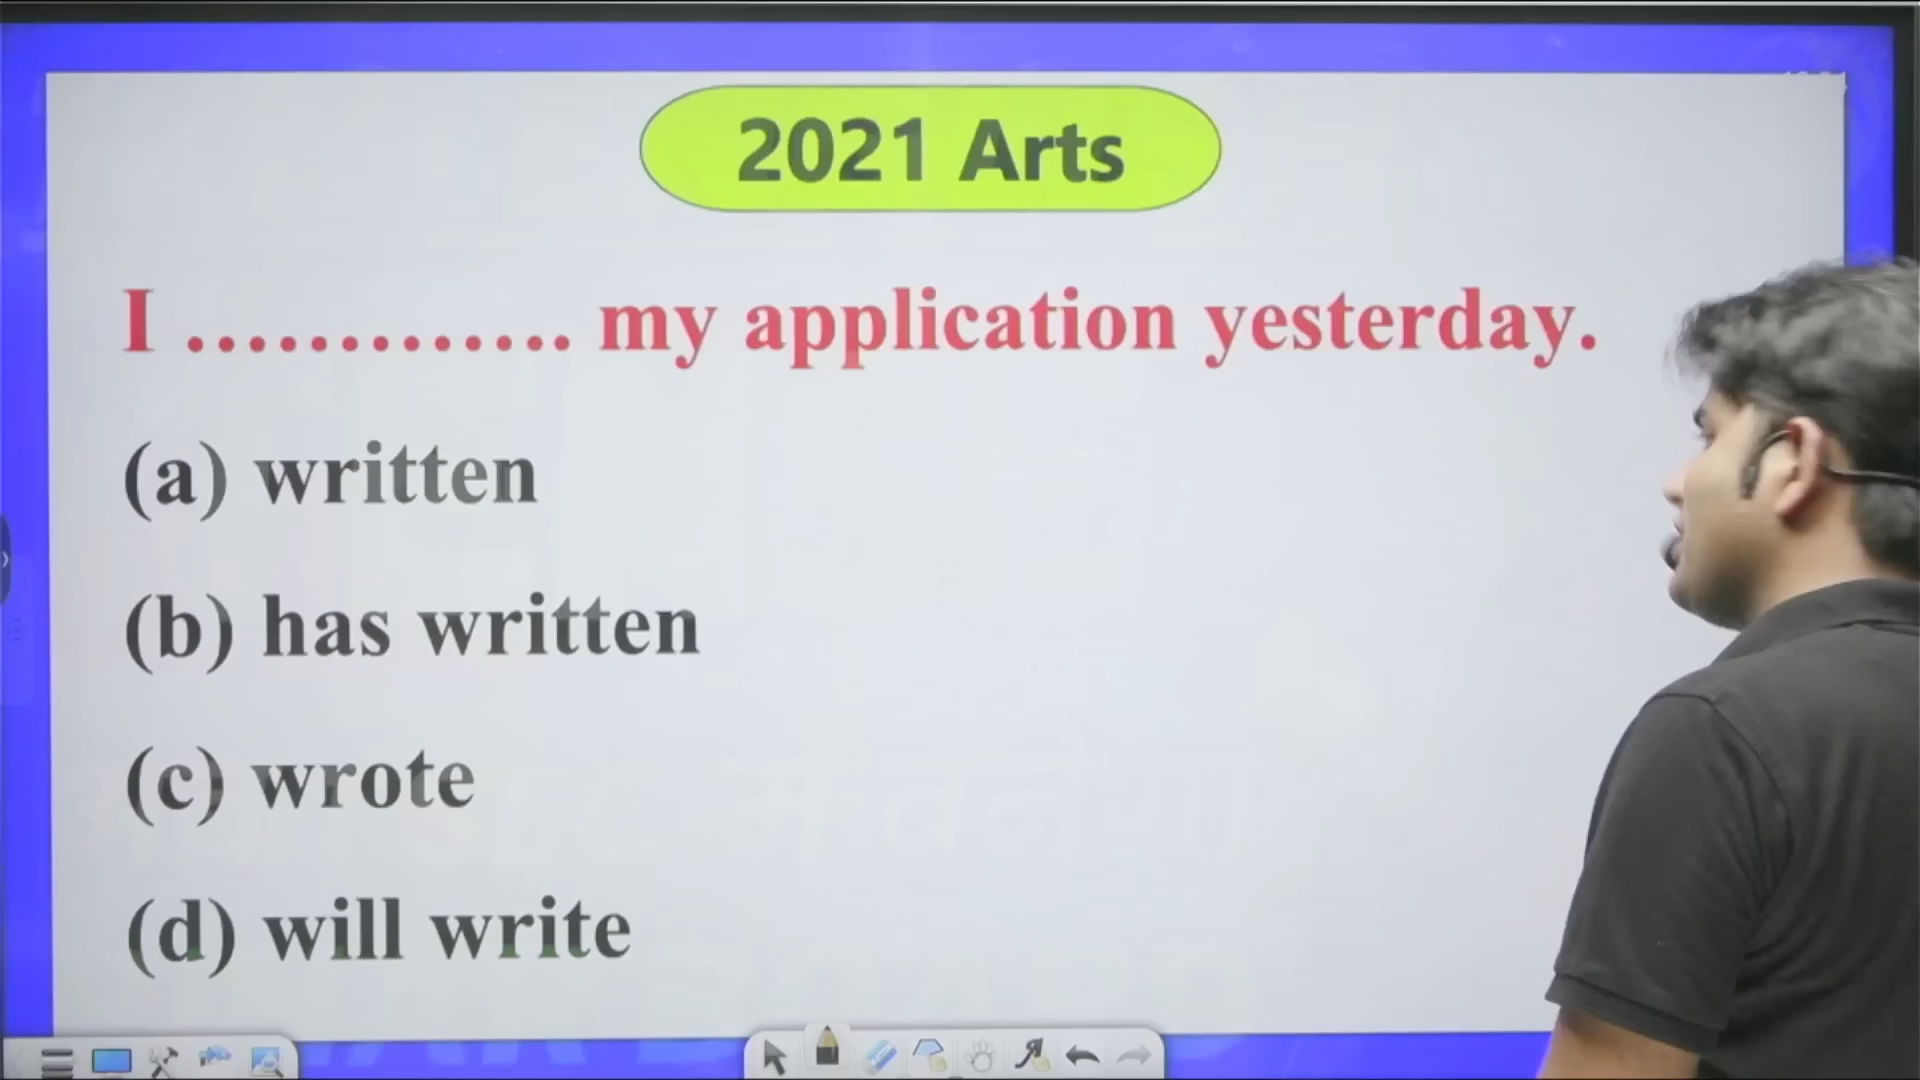 2021 Arts
I ............. my application yesterday.
(a) written
(b) has written
(c) wrote
(d) will write